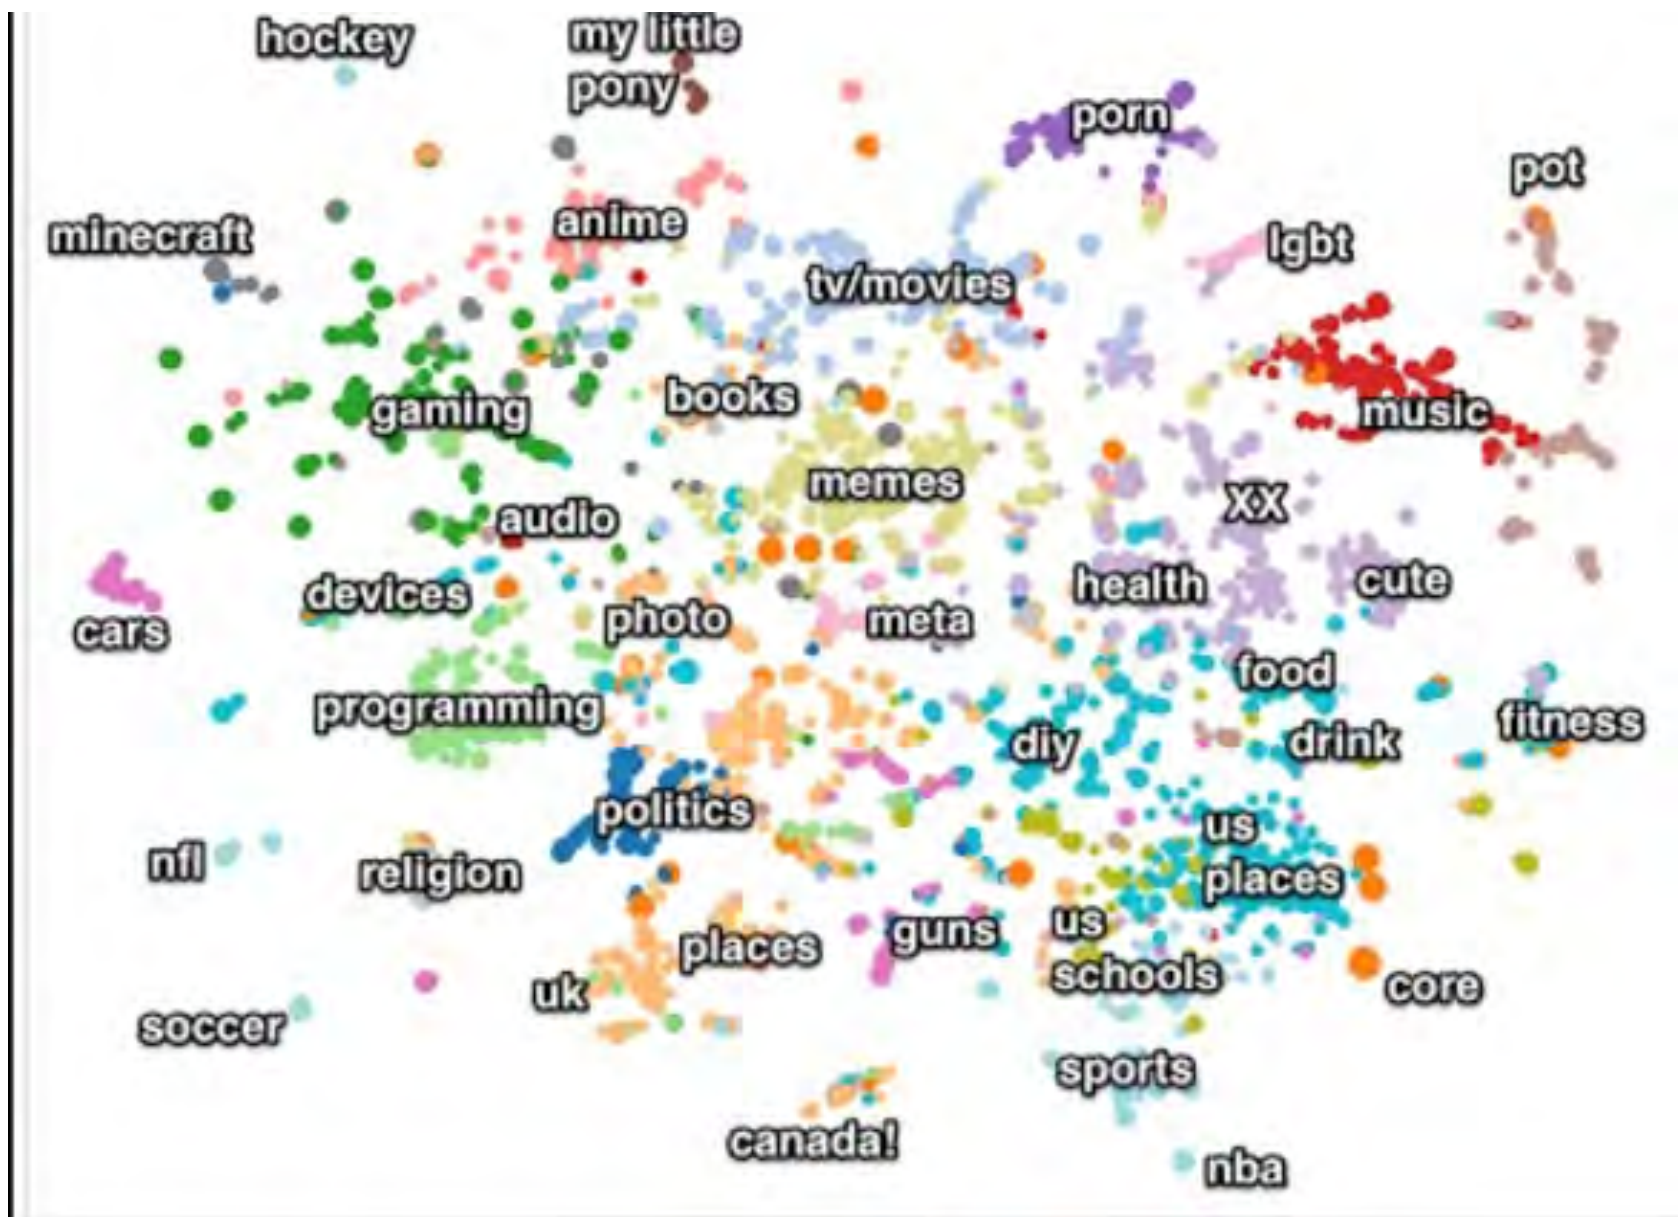 hockey
my little
pony
porn
pot
minecraft
anime
lgbt
tv/movies
books
gaming
music
memes
XX
audio
devices
health
cute
cars
photo
meta
food
programming
diy
drink
fitness
politics
us
places
nfl
religion
guns
us
schools
places
uk
core
soccer
sports
canada!
nba